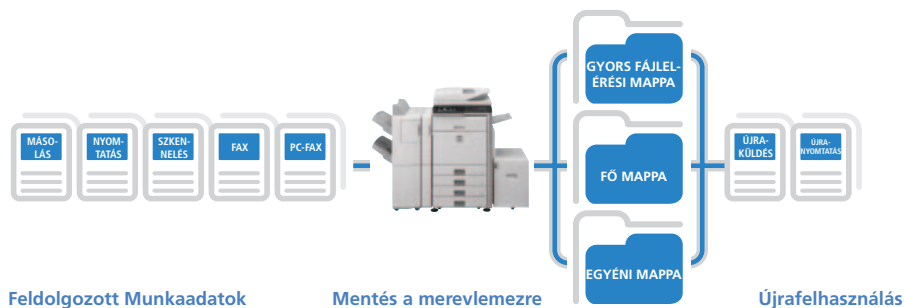 MÁSO-
LÁS
NYOM-
TATÁS
SZKEN-
NELÉS
FAX
PC-FAX
GYORS FÁJLEL-
ÉRÉSI MAPPA
FŐ MAPPA
EGYÉNI MAPPA
ÚJRA-
KÜLDÉS
ÚJRA-
NYOMTATÁS
Feldolgozott Munkaadatok
Mentés a merevlemezre
Újrafelhasználás